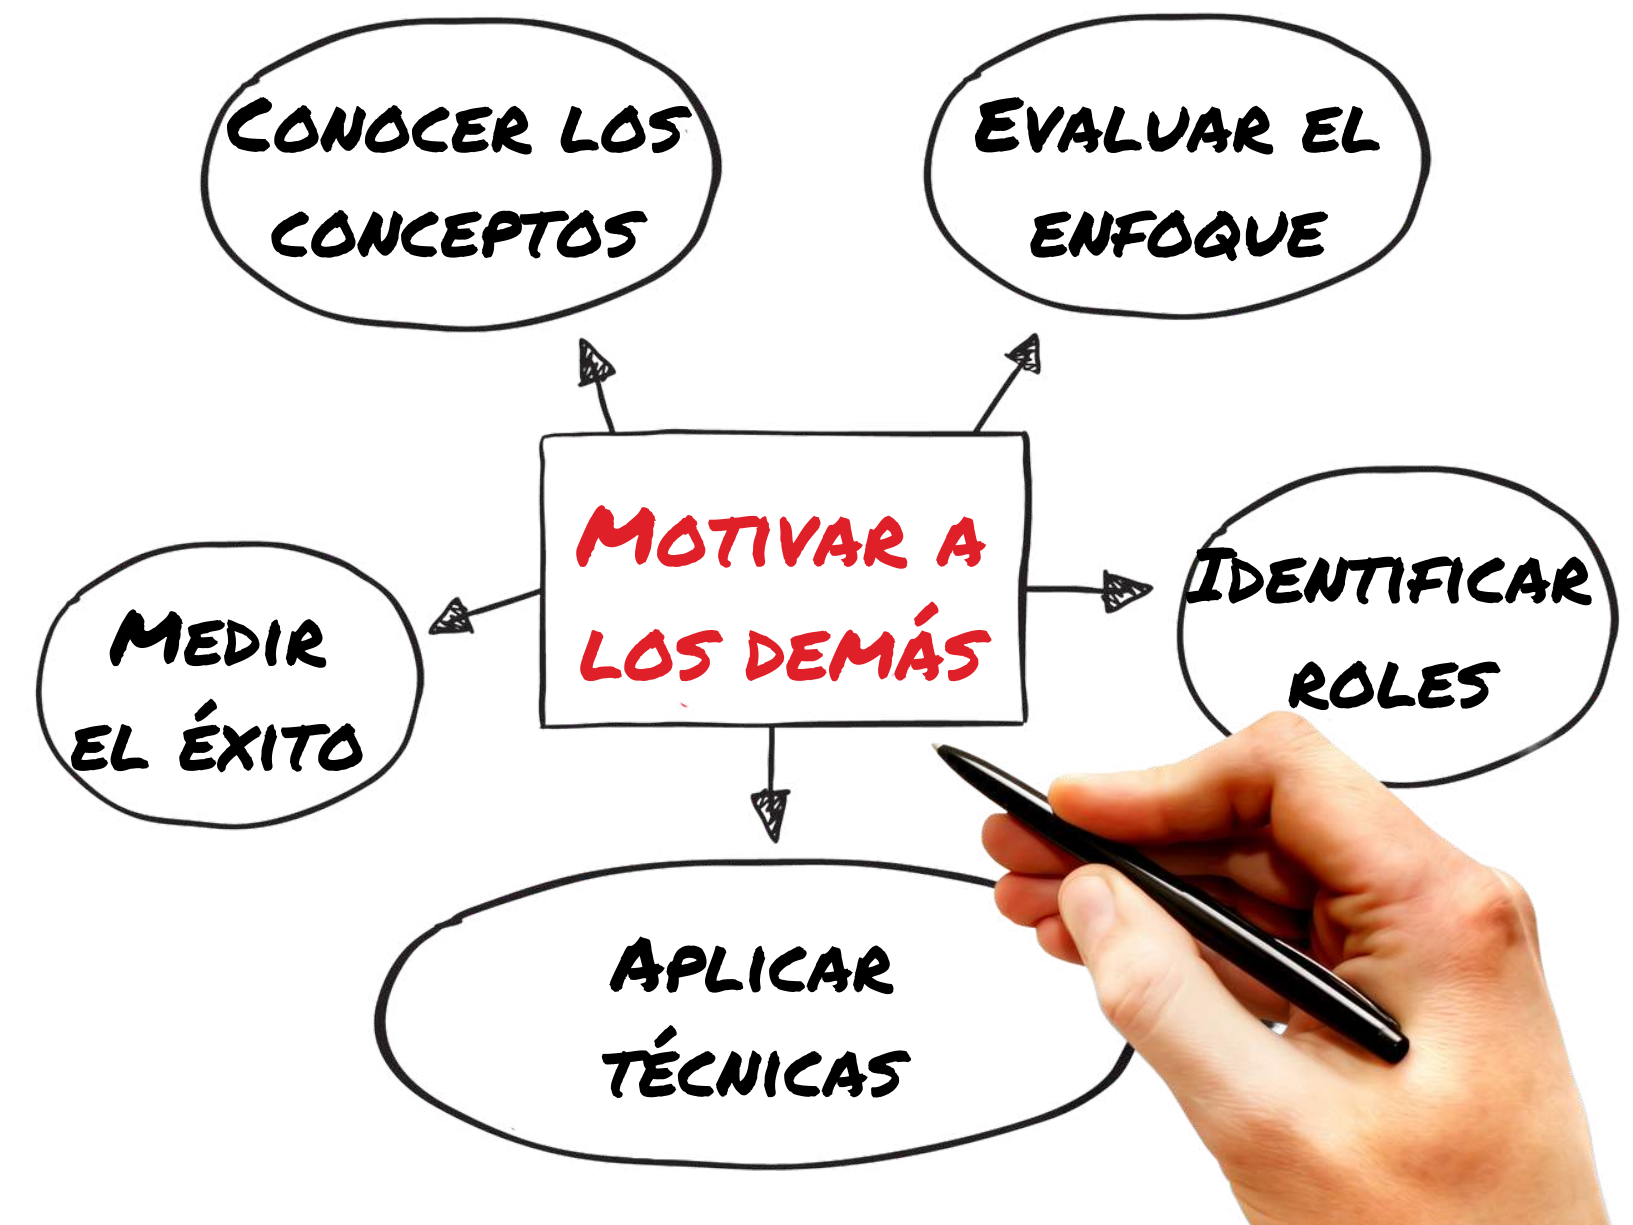 Conocer los
conceptos
Evaluar el
enfoque
Motivar a
los demás
Identificar
roles
Medir
el éxito
Aplicar
técnicas